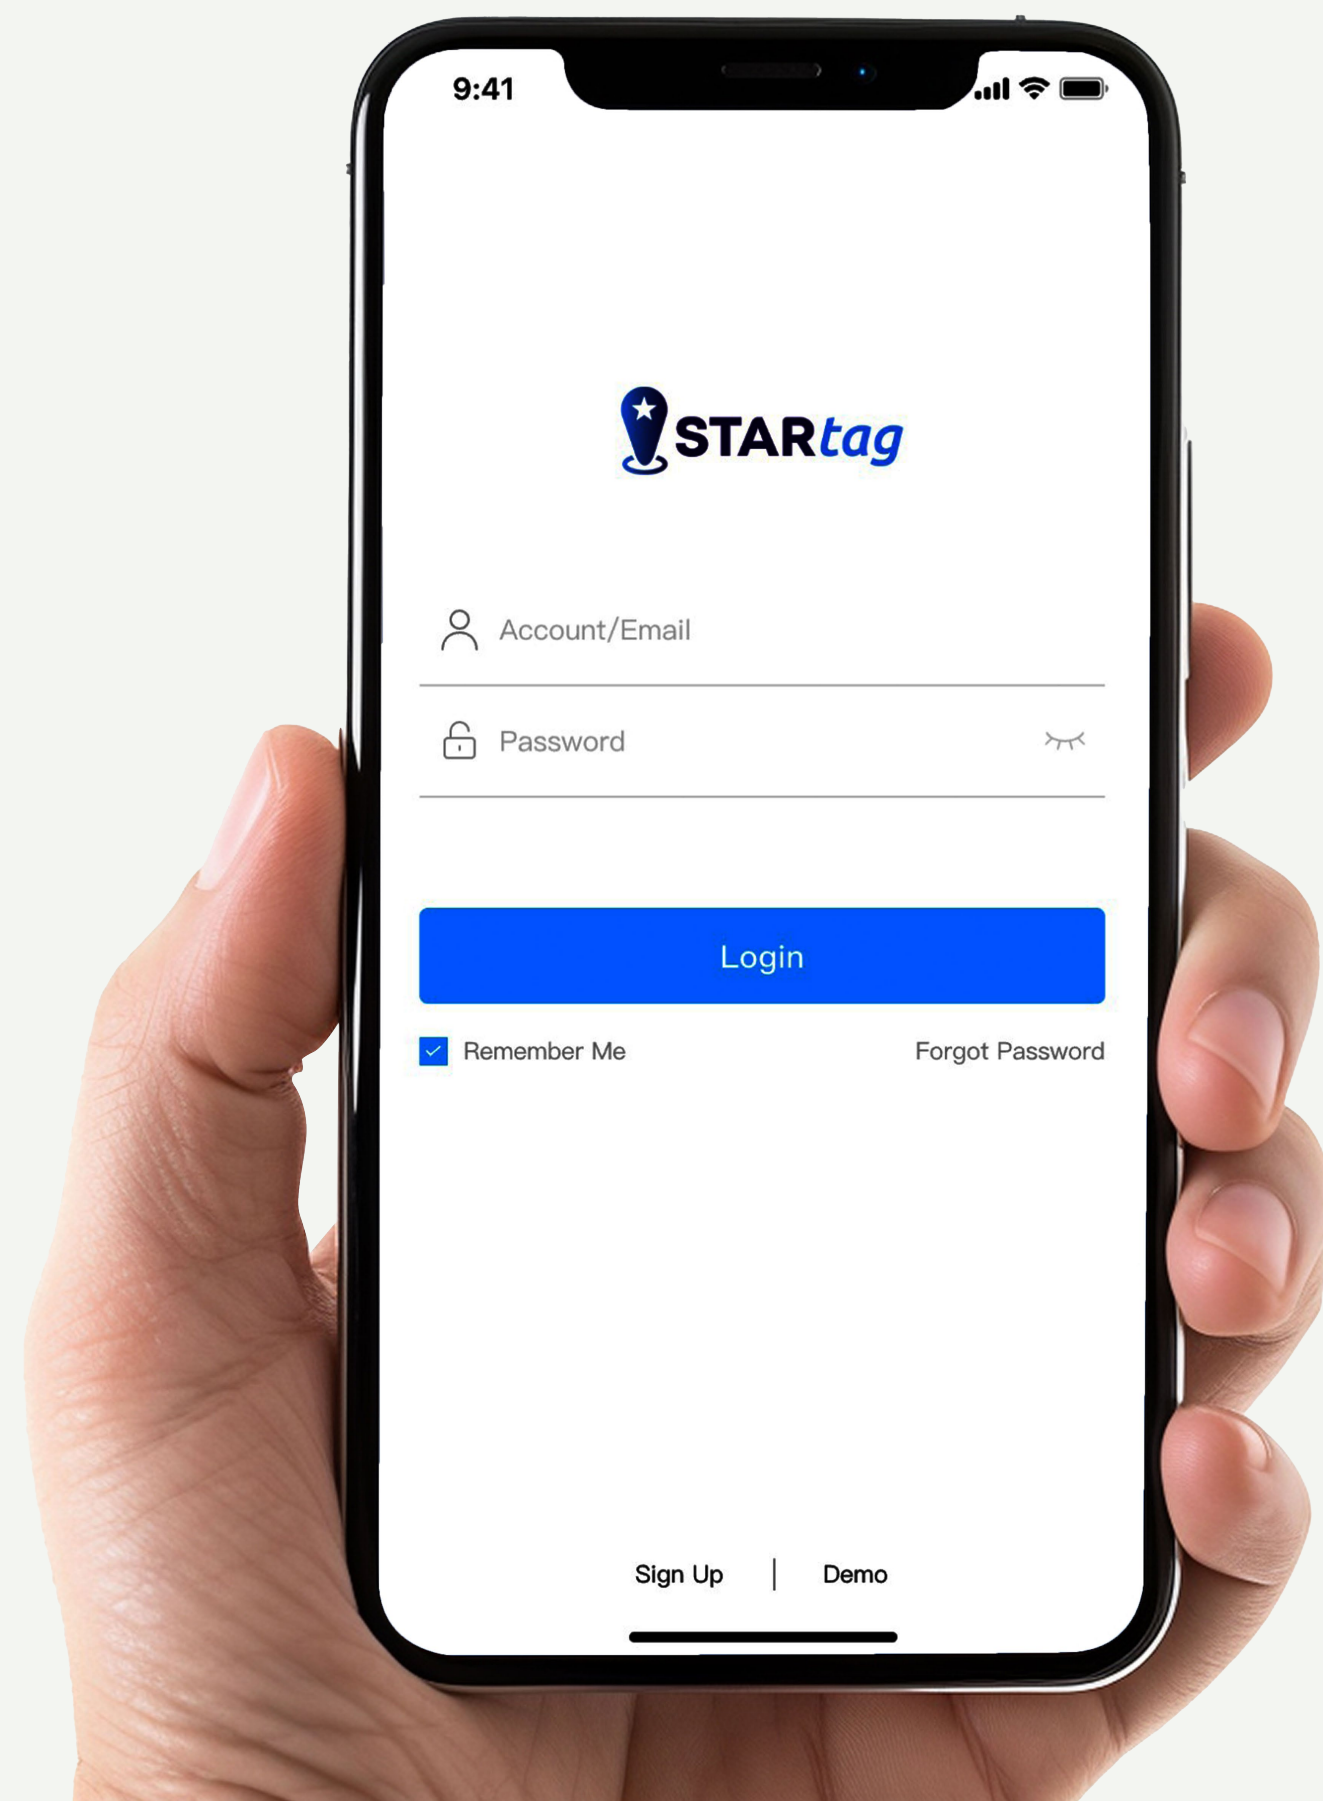 9:41
STARtag
Account/Email
Password
Login
Remember Me
Forgot Password
Sign Up | Demo